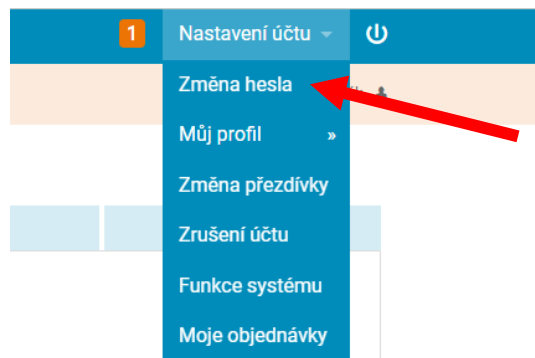 1 Nastavení účtu
Změna hesla
Můj profil »
Změna přezdívky
Zrušení účtu
Funkce systému
Moje objednávky